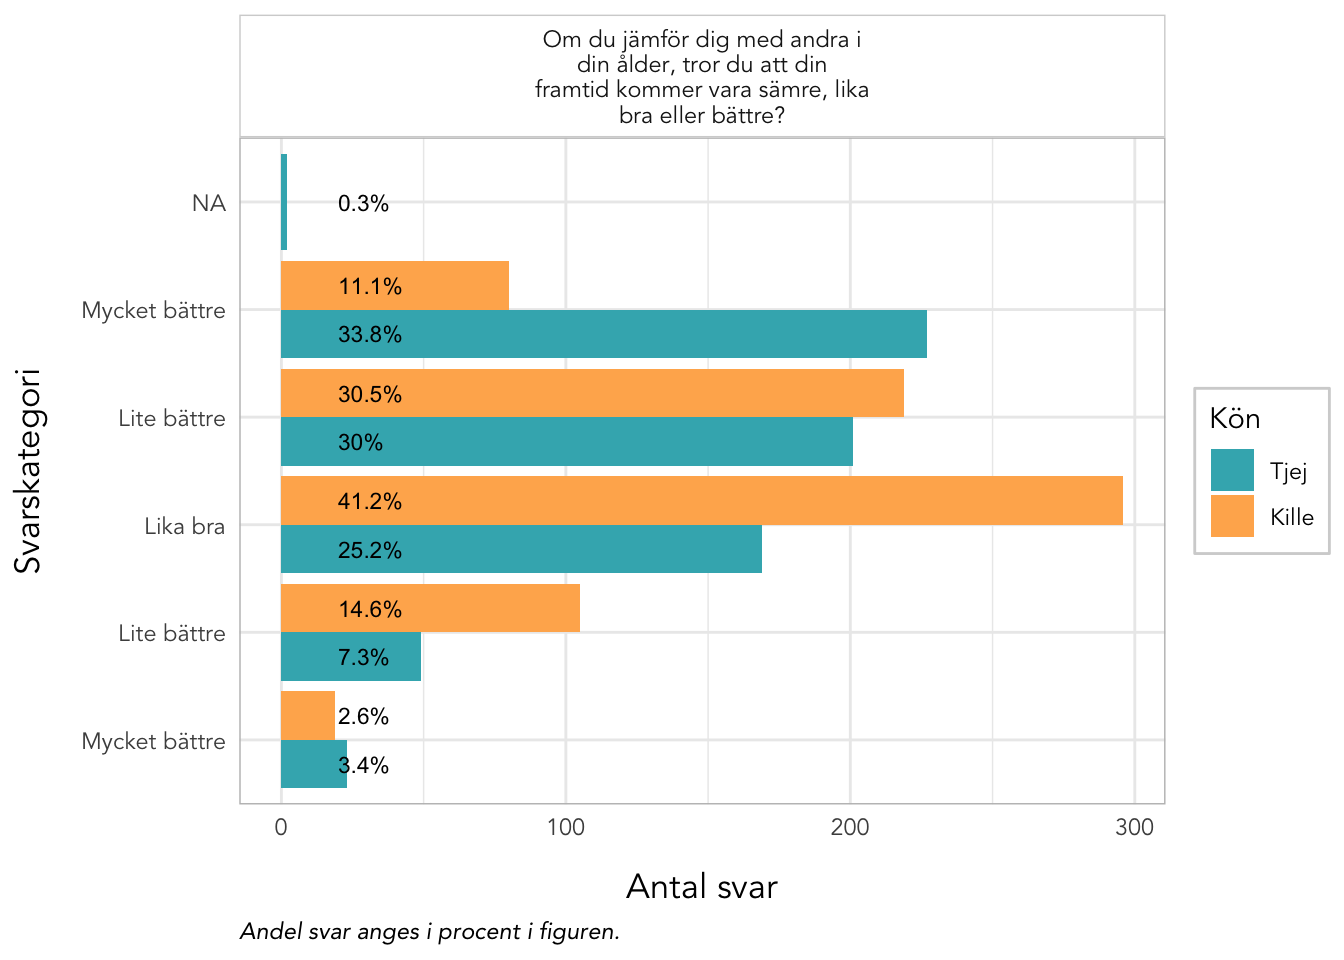 Om du jämför dig med andra i
din ålder, tror du att din
framtid kommer vara sämre, lika
bra eller bättre?
Svarskategori
NA
0.3%
Mycket bättre
11.1%
33.8%
Lite bättre
30.5%
30%
Lika bra
41.2%
25.2%
Lite bättre
14.6%
7.3%
Mycket bättre
2.6%
3.4%
0 100 200 300
Antal svar
Andel svar anges i procent i figuren.
Kön
Tjej
Kille